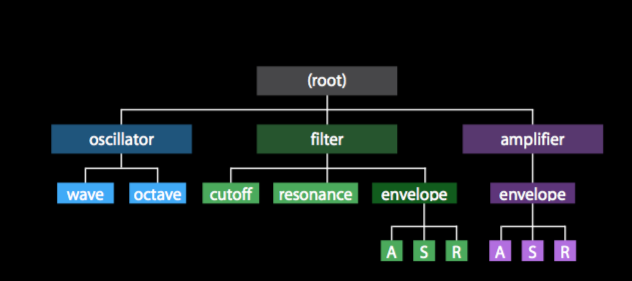 (root)
oscillator filter amplifier
wave octave cutoff resonance envelope envelope
A S R A S R